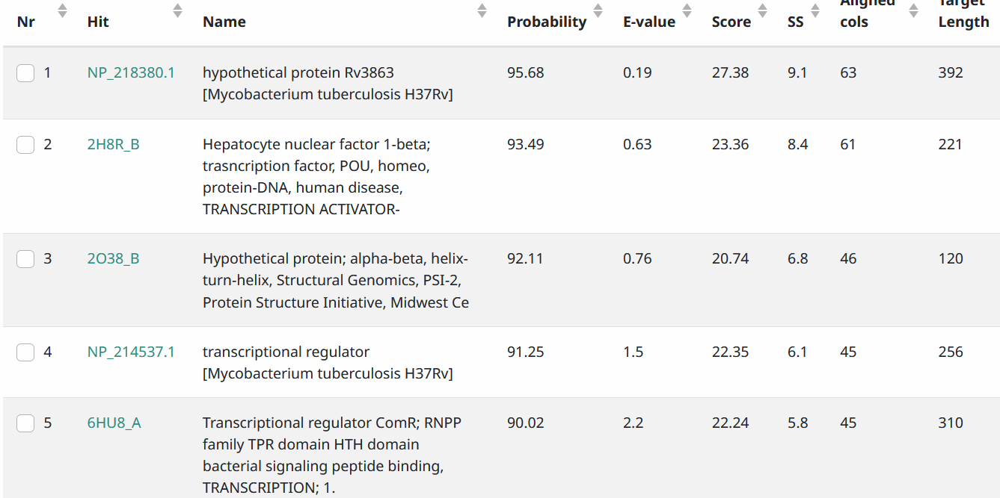 Aligned Target
Nr Hit Name Probability E-value Score SS cols Length
1 NP_218380.1 hypothetical protein Rv3863 95.68 0.19 27.38 9.1 63 392
[Mycobacterium tuberculosis H37Rv]
2 2H8R_B Hepatocyte nuclear factor 1-beta; 93.49 0.63 23.36 8.4 61 221
trasncription factor, POU, homeo,
protein-DNA, human disease,
TRANSCRIPTION ACTIVATOR-
3 2O38_B Hypothetical protein; alpha-beta, helix- 92.11 0.76 20.74 6.8 46 120
turn-helix, Structural Genomics, PSI-2,
Protein Structure Initiative, Midwest Ce
4 NP_214537.1 transcriptional regulator 91.25 1.5 22.35 6.1 45 256
[Mycobacterium tuberculosis H37Rv]
5 6HU8_A Transcriptional regulator ComR; RNPP 90.02 2.2 22.24 5.8 45 310
family TPR domain HTH domain
bacterial signaling peptide binding,
TRANSCRIPTION; 1.